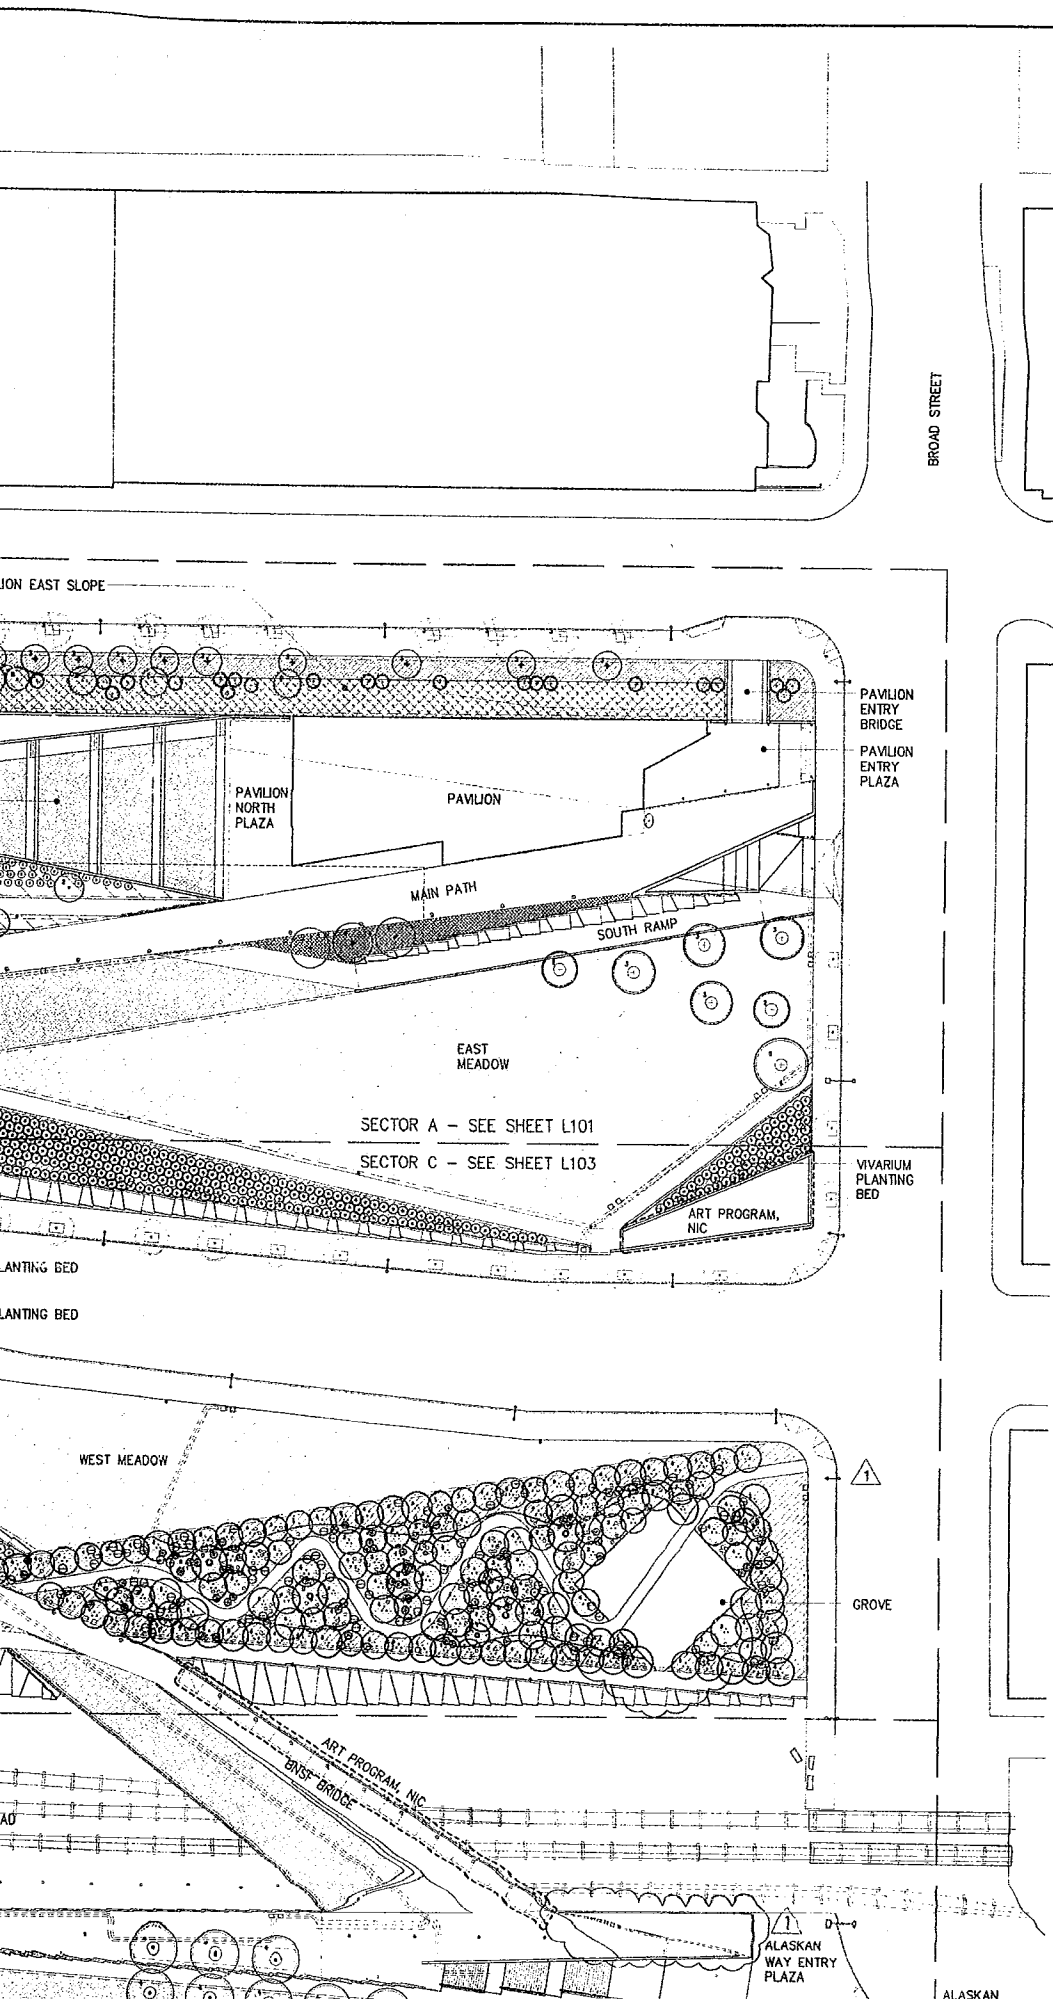 BROAD STREET
ION EAST SLOPE
PAVILION
ENTRY
BRIDGE
PAVILION
ENTRY
PLAZA
PAVILION
NORTH
PLAZA
PAVILION
MAIN PATH
SOUTH RAMP
EAST
MEADOW
SECTOR A - SEE SHEET L101
SECTOR C - SEE SHEET L103
VIVARIUM
PLANTING
BED
ART PROGRAM,
NIC
LANTING BED
LANTING BED
WEST MEADOW
1
GROVE
ART PROGRAM, NIC
BNSF BRIDGE
AD
1
ALASKAN
WAY ENTRY
PLAZA
ALASKAN